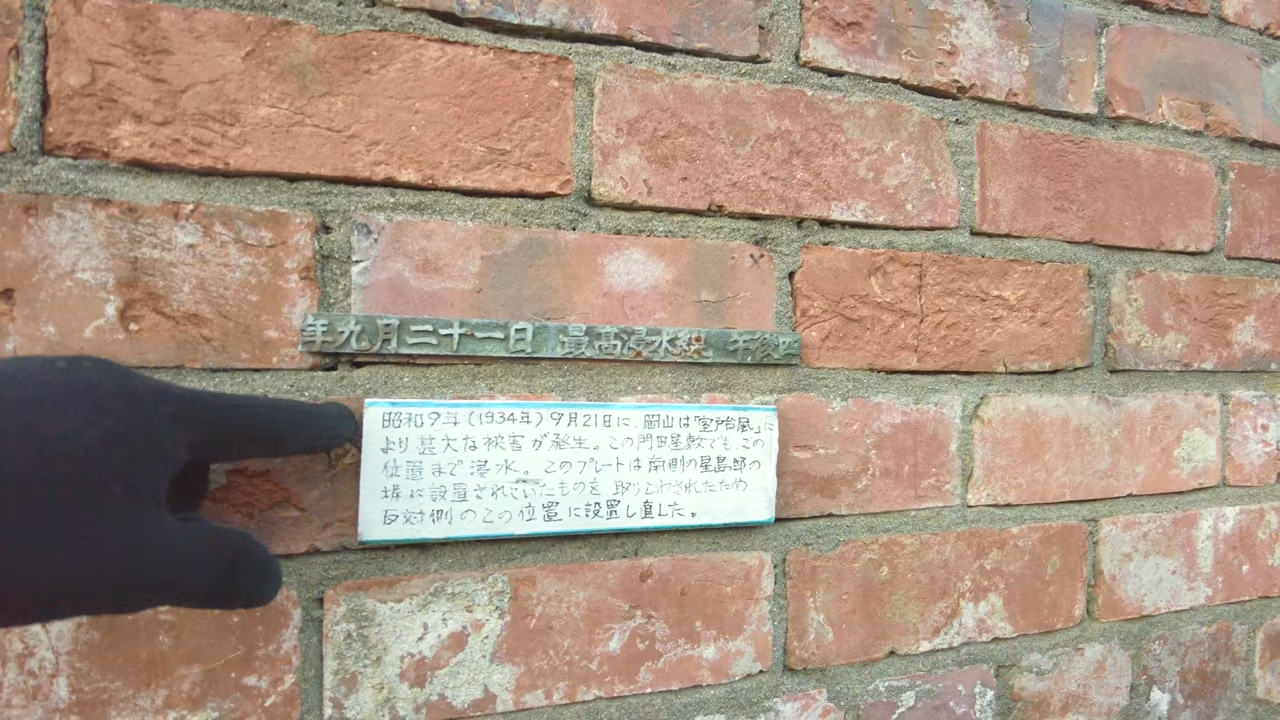 年九月二十一日 最高浸水線 午後
昭和9年(1934年)9月21日に、岡山は「室戸台風」に
より甚大な被害が発生。この門田屋敷でも、この
位置まで浸水。このプレートは南側の星島邸の
塀に設置されていたものを 取りこわされたため
反対側のこの位置に設置し直した。